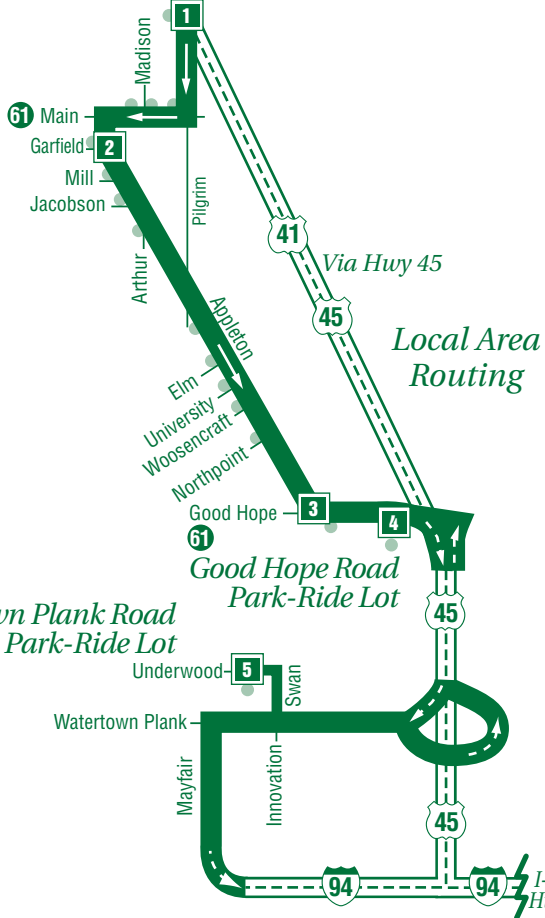 1
Madison
61 Main
Garfield
2
Mill
Jacobson
Pilgrim
Arthur
41
Via Hwy 45
45
Appleton
Local Area
Routing
Elm
University
Woosencraft
Northpoint
Good Hope
3
4
61
Good Hope Road
Park-Ride Lot
45
Plank Road
Park-Ride Lot
Underwood
5
Swan
Watertown Plank
Mayfair
Innovation
45
94
94